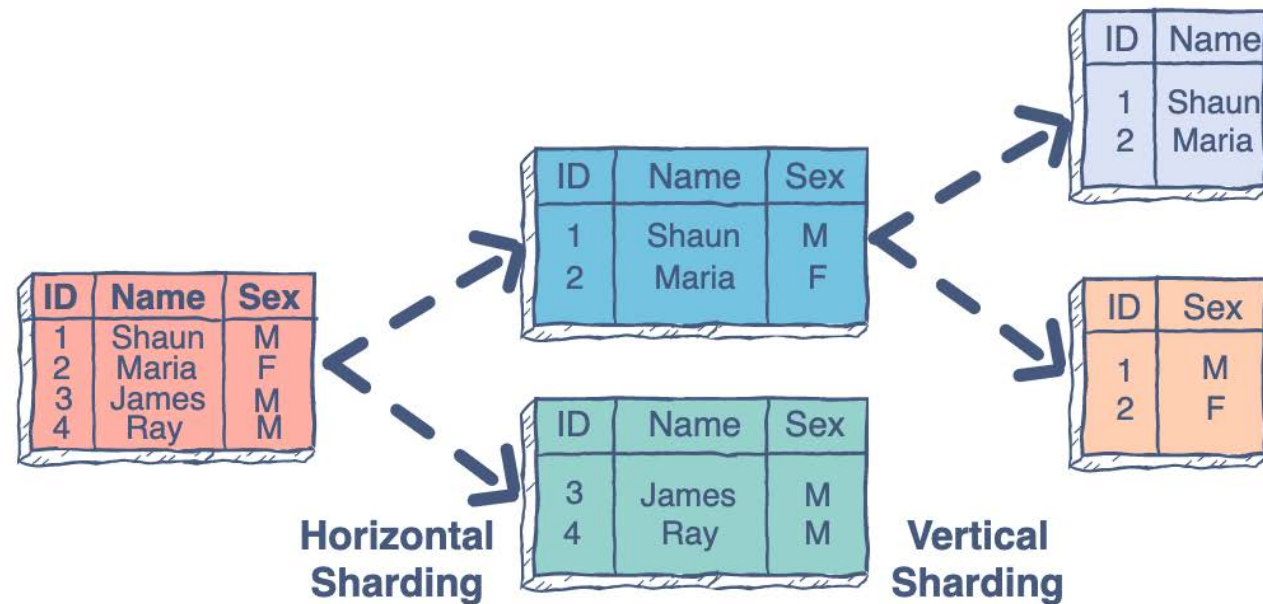 ID Name Sex
1 Shaun M
2 Maria F
3 James M
4 Ray M
Horizontal
Sharding
ID Name Sex
1 Shaun M
2 Maria F
ID Name Sex
3 James M
4 Ray M
Vertical
Sharding
ID Name
1 Shaun
2 Maria
ID Sex
1 M
2 F